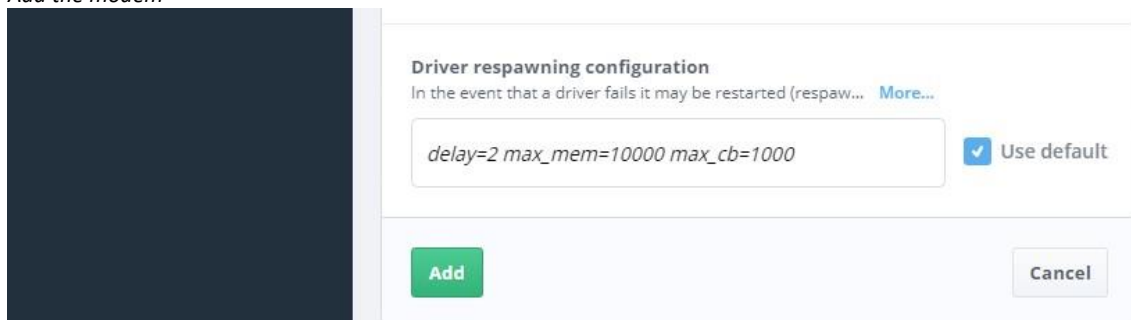 Add the modem
Driver respawning configuration
In the event that a driver fails it may be restarted (respaw... More...
delay=2 max_mem=10000 max_cb=1000
Use default
Add
Cancel